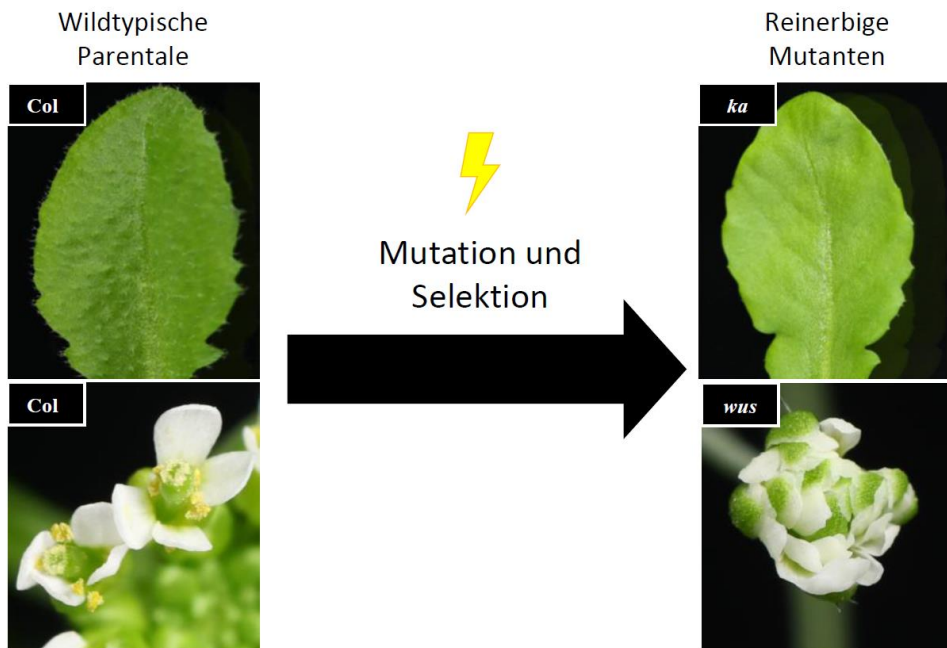 Wildtypische
Parentale
Reinerbige
Mutanten
Col
ka
Mutation und
Selektion
Col
wus